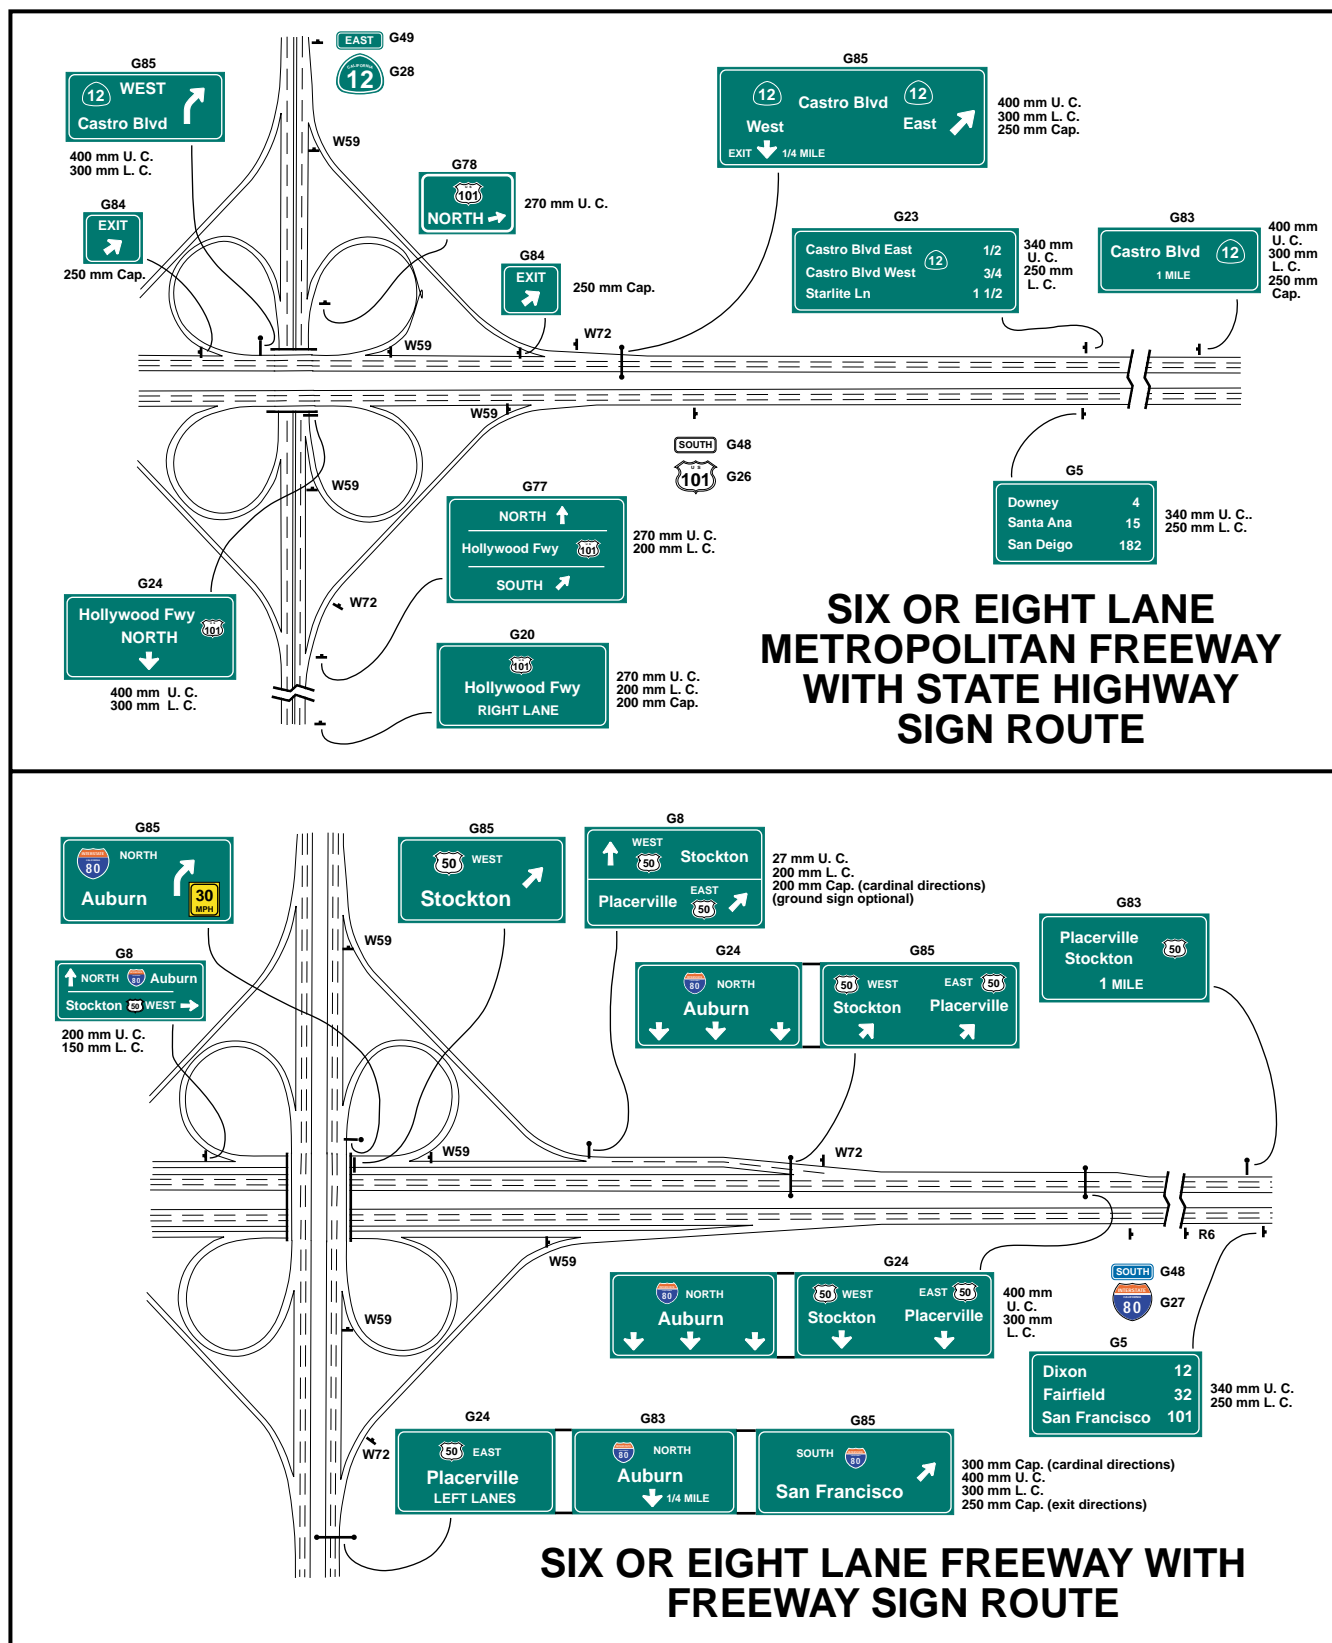 EAST G49
CALIFORNIA
12 G28
G85
12 WEST
Castro Blvd
400 mm U. C.
300 mm L. C.
W59
G85
12 Castro Blvd 12
West East
EXIT 1/4 MILE
400 mm U. C.
300 mm L. C.
250 mm Cap.
G78
U S
101
NORTH
270 mm U. C.
G84
EXIT
250 mm Cap.
G84
EXIT
250 mm Cap.
G23
Castro Blvd East 1/2
12
Castro Blvd West 3/4
Starlite Ln 1 1/2
340 mm
U. C.
250 mm
L. C.
G83
Castro Blvd 12
1 MILE
400 mm
U. C.
300 mm
L. C.
250 mm
Cap.
W59
W72
W59
SOUTH G48
U S
101 G26
W59
G77
NORTH
Hollywood Fwy 101
SOUTH
270 mm U. C.
200 mm L. C.
G5
Downey 4
Santa Ana 15
San Deigo 182
340 mm U. C..
250 mm L. C.
G24
Hollywood Fwy
NORTH 101
400 mm U. C.
300 mm L. C.
W72
G20
101
Hollywood Fwy
RIGHT LANE
270 mm U. C.
200 mm L. C.
200 mm Cap.
SIX OR EIGHT LANE
METROPOLITAN FREEWAY
WITH STATE HIGHWAY
SIGN ROUTE
G85
80 NORTH
Auburn
30
MPH
G85
50 WEST
Stockton
G8
WEST
50 Stockton
EAST
Placerville 50
27 mm U. C.
200 mm L. C.
200 mm Cap. (cardinal directions)
(ground sign optional)
G83
Placerville
Stockton 50
1 MILE
W59
G8
NORTH 80 Auburn
Stockton 50 WEST
200 mm U. C.
150 mm L. C.
G24
80 NORTH
Auburn
G85
50 WEST EAST 50
Stockton Placerville
W59
W72
W59
R6
G24
80 NORTH
Auburn
50 WEST EAST 50
Stockton Placerville
400 mm
U. C.
300 mm
L. C.
SOUTH G48
INTERSTATE
CALIFORNIA
80 G27
W59
G5
Dixon 12
Fairfield 32
San Francisco 101
340 mm U. C.
250 mm L. C.
W72
G24
50 EAST
Placerville
LEFT LANES
G83
80 NORTH
Auburn
1/4 MILE
G85
SOUTH 80
San Francisco
300 mm Cap. (cardinal directions)
400 mm U. C.
300 mm L. C.
250 mm Cap. (exit directions)
SIX OR EIGHT LANE FREEWAY WITH
FREEWAY SIGN ROUTE